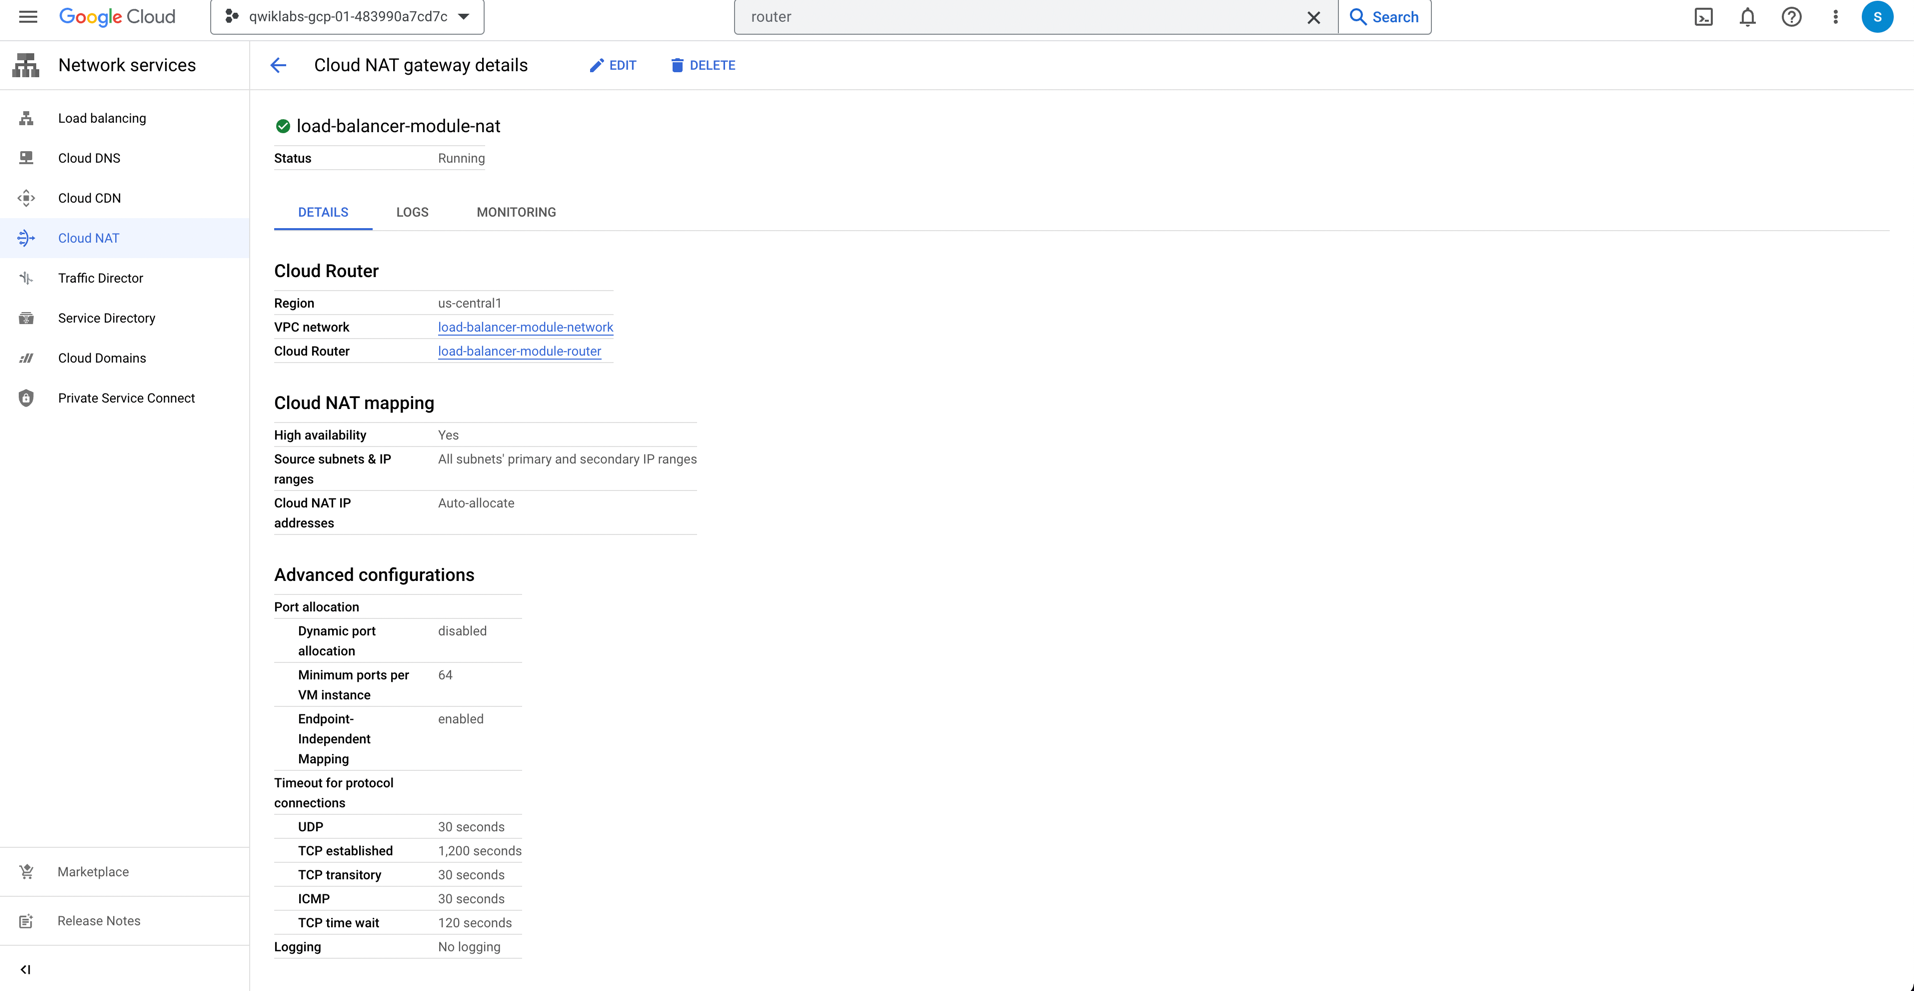 Google Cloud
qwiklabs-gcp-01-483990a7cd7c
router
Search
S
Network services
Cloud NAT gateway details
EDIT
DELETE
Load balancing
Cloud DNS
Cloud CDN
Cloud NAT
Traffic Director
Service Directory
Cloud Domains
Private Service Connect
Marketplace
Release Notes
load-balancer-module-nat
Status Running
DETAILS LOGS MONITORING
Cloud Router
Region us-central1
VPC network load-balancer-module-network
Cloud Router load-balancer-module-router
Cloud NAT mapping
High availability Yes
Source subnets & IP All subnets' primary and secondary IP ranges
ranges
Cloud NAT IP Auto-allocate
addresses
Advanced configurations
Port allocation
Dynamic port disabled
allocation
Minimum ports per 64
VM instance
Endpoint- enabled
Independent
Mapping
Timeout for protocol
connections
UDP 30 seconds
TCP established 1,200 seconds
TCP transitory 30 seconds
ICMP 30 seconds
TCP time wait 120 seconds
Logging No logging